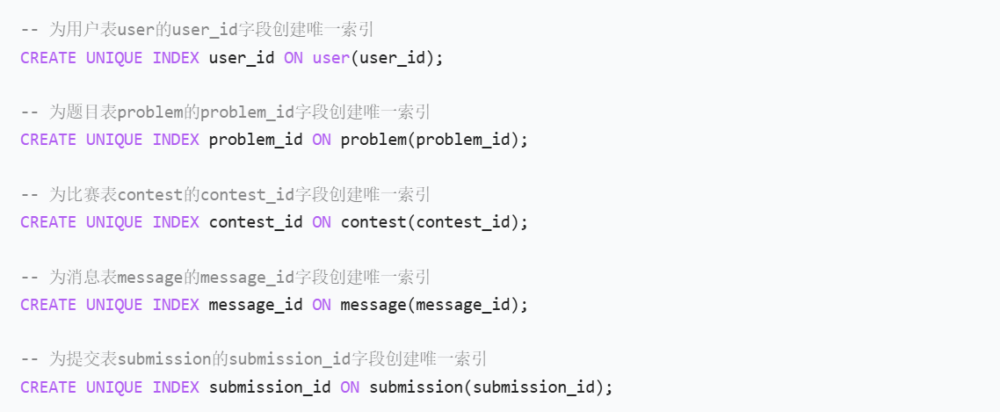 -- 为用户表user的user_id字段创建唯一索引
CREATE UNIQUE INDEX user_id ON user(user_id);
-- 为题目表problem的problem_id字段创建唯一索引
CREATE UNIQUE INDEX problem_id ON problem(problem_id);
-- 为比赛表contest的contest_id字段创建唯一索引
CREATE UNIQUE INDEX contest_id ON contest(contest_id);
-- 为消息表message的message_id字段创建唯一索引
CREATE UNIQUE INDEX message_id ON message(message_id);
-- 为提交表submission的submission_id字段创建唯一索引
CREATE UNIQUE INDEX submission_id ON submission(submission_id);